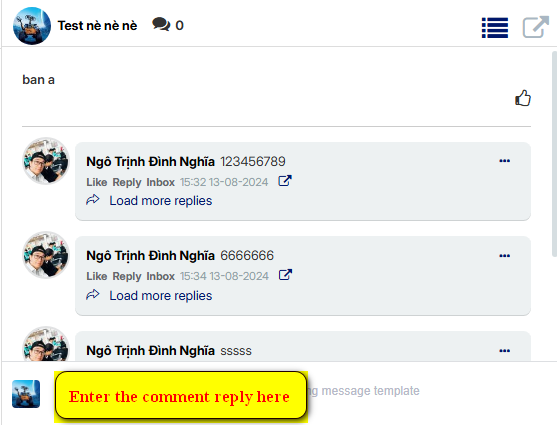 Test nè nè nè 0
ban a
Ngô Trịnh Đình Nghĩa 123456789
Like Reply Inbox 15:32 13-08-2024
Load more replies
Ngô Trịnh Đình Nghĩa 6666666
Like Reply Inbox 15:34 13-08-2024
Load more replies
Ngô Trịnh Đình Nghĩa sssss
Enter the comment reply here
message template